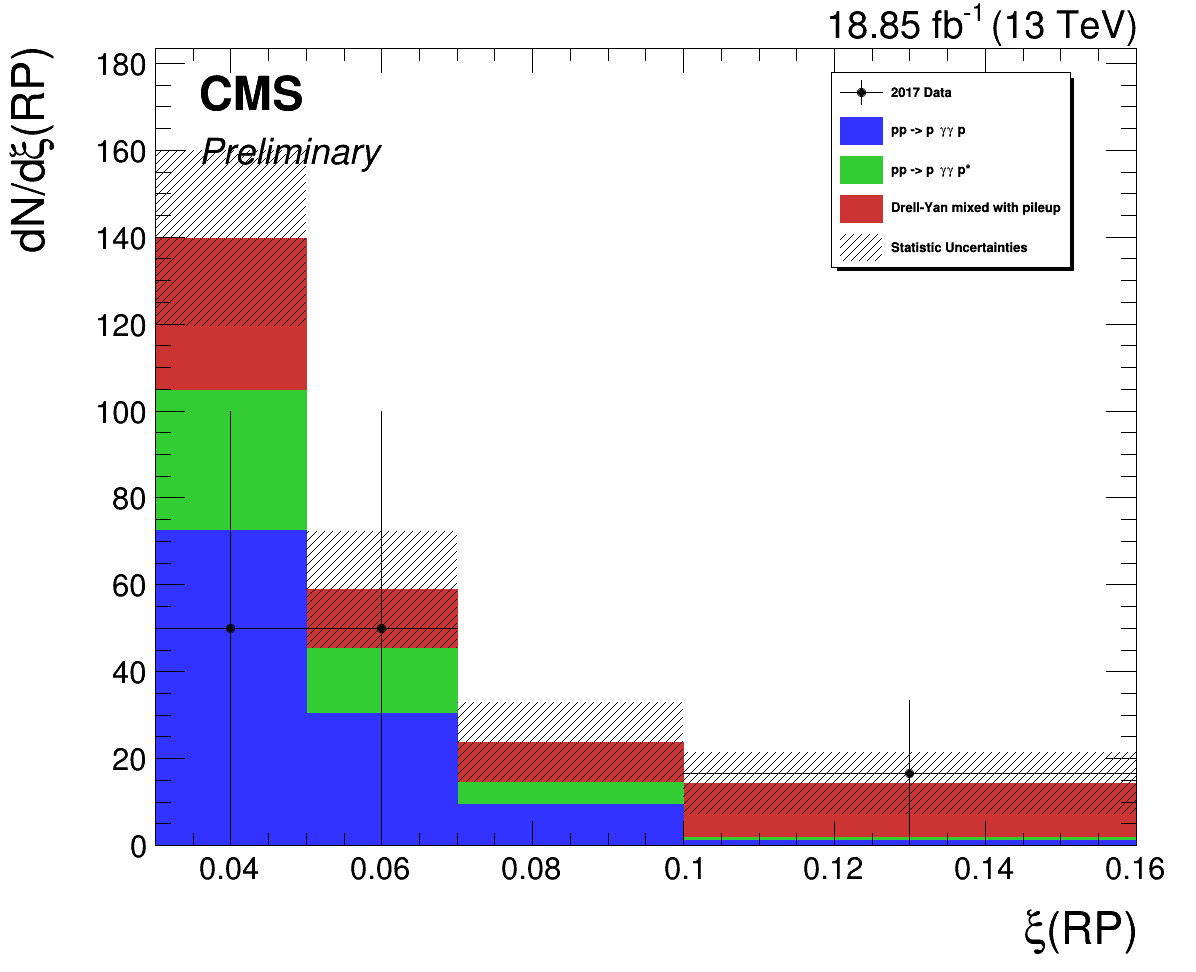 18.85 fb⁻¹ (13 TeV)
dN/dξ(RP)
CMS
Preliminary
2017 Data
pp -> p γγ p
pp -> p γγ p*
Drell-Yan mixed with pileup
Statistic Uncertainties
180
160
140
120
100
80
60
40
20
0
0.04 0.06 0.08 0.1 0.12 0.14 0.16
ξ(RP)